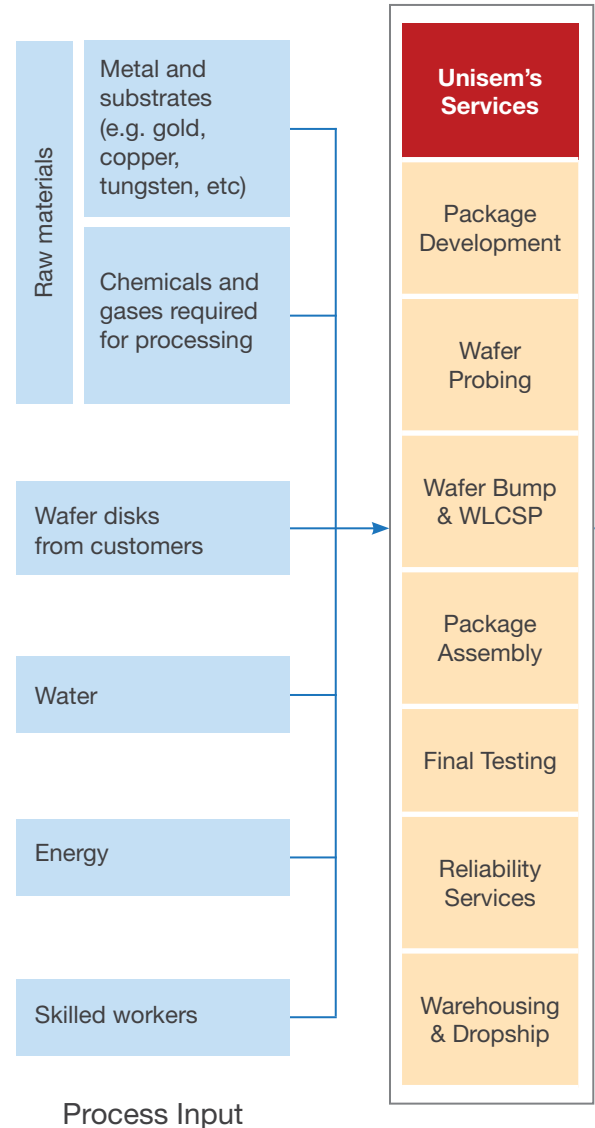 Raw materials
Metal and
substrates
(e.g. gold,
copper,
tungsten, etc)
Chemicals and
gases required
for processing
Wafer disks
from customers
Water
Energy
Skilled workers
Process Input
Unisem’s
Services
Package
Development
Wafer
Probing
Wafer Bump
& WLCSP
Package
Assembly
Final Testing
Reliability
Services
Warehousing
& Dropship